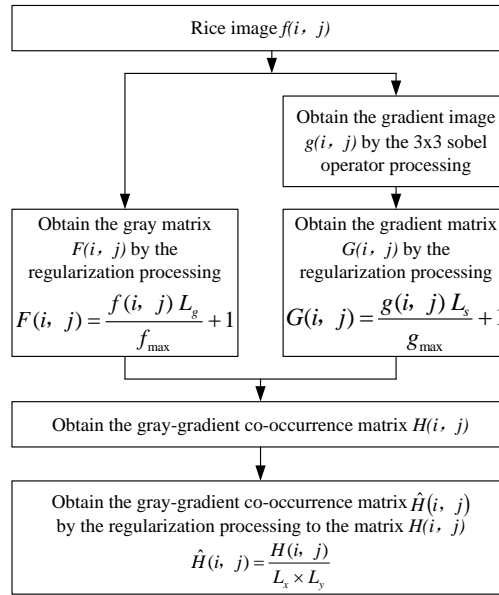 Rice image f(i, j)
Obtain the gradient image
g(i, j) by the 3x3 sobel
operator processing
Obtain the gray matrix
F(i, j) by the
regularization processing
F(i, j) = f(i, j) L_g / f_max + 1
Obtain the gradient matrix
G(i, j) by the
regularization processing
G(i, j) = g(i, j) L_s / g_max + 1
Obtain the gray-gradient co-occurrence matrix H(i, j)
Obtain the gray-gradient co-occurrence matrix Ĥ(i, j)
by the regularization processing to the matrix H(i, j)
Ĥ(i, j) = H(i, j) / L_x × L_y